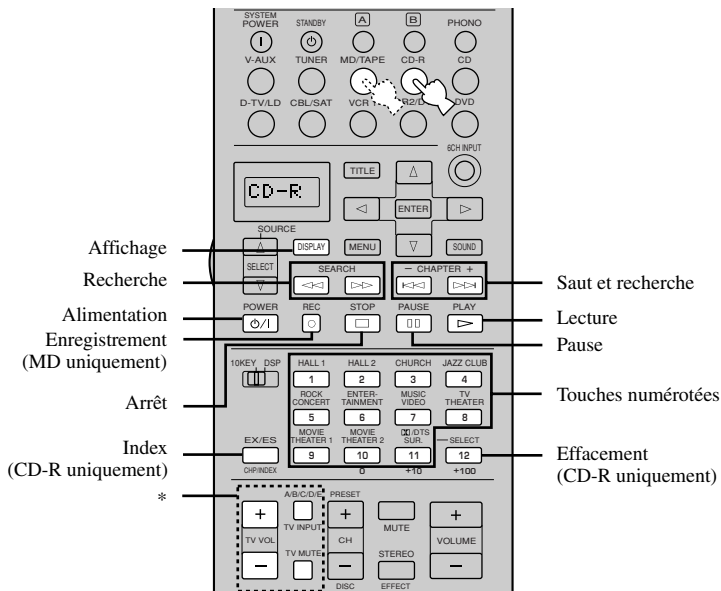 SYSTEM
POWER STANDBY A B PHONO
V-AUX TUNER MD/TAPE CD-R CD
D-TV/LD CBL/SAT VCR DVD
6CH INPUT
CD-R TITLE
ENTER
SOURCE
Affichage DISPLAY MENU SOUND
SELECT
Recherche SEARCH – CHAPTER + Saut et recherche
POWER REC STOP PAUSE PLAY
Alimentation Lecture
Enregistrement
(MD uniquement)
Pause
10KEY DSP
HALL 1 HALL 2 CHURCH JAZZ CLUB
1 2 3 4
Arrêt Touches numérotées
ROCK CONCERT ENTER-TAINMENT MUSIC VIDEO TV THEATER
5 6 7 8
MOVIE THEATER 1 MOVIE THEATER 2 /DTS SUR. SELECT
EX/ES 9 10 11 12
Index
(CD-R uniquement)
CHP/INDEX 0 +10 +100
Effacement
(CD-R uniquement)
*
A/B/C/D/E PRESET
+ TV INPUT + MUTE +
TV VOL CH VOLUME
– TV MUTE – STEREO –
DISC EFFECT